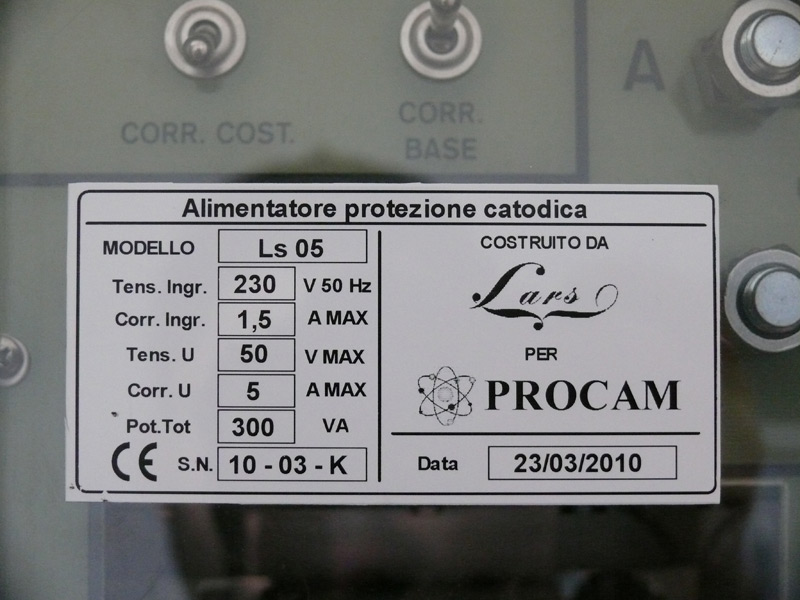 CORR. COST.
CORR.
BASE
A
Alimentatore protezione catodica
MODELLO Ls 05
Tens. Ingr. 230 V 50 Hz
Corr. Ingr. 1,5 A MAX
Tens. U 50 V MAX
Corr. U 5 A MAX
Pot.Tot 300 VA
CE S.N. 10 - 03 - K
COSTRUITO DA
Lars
PER
PROCAM
Data 23/03/2010